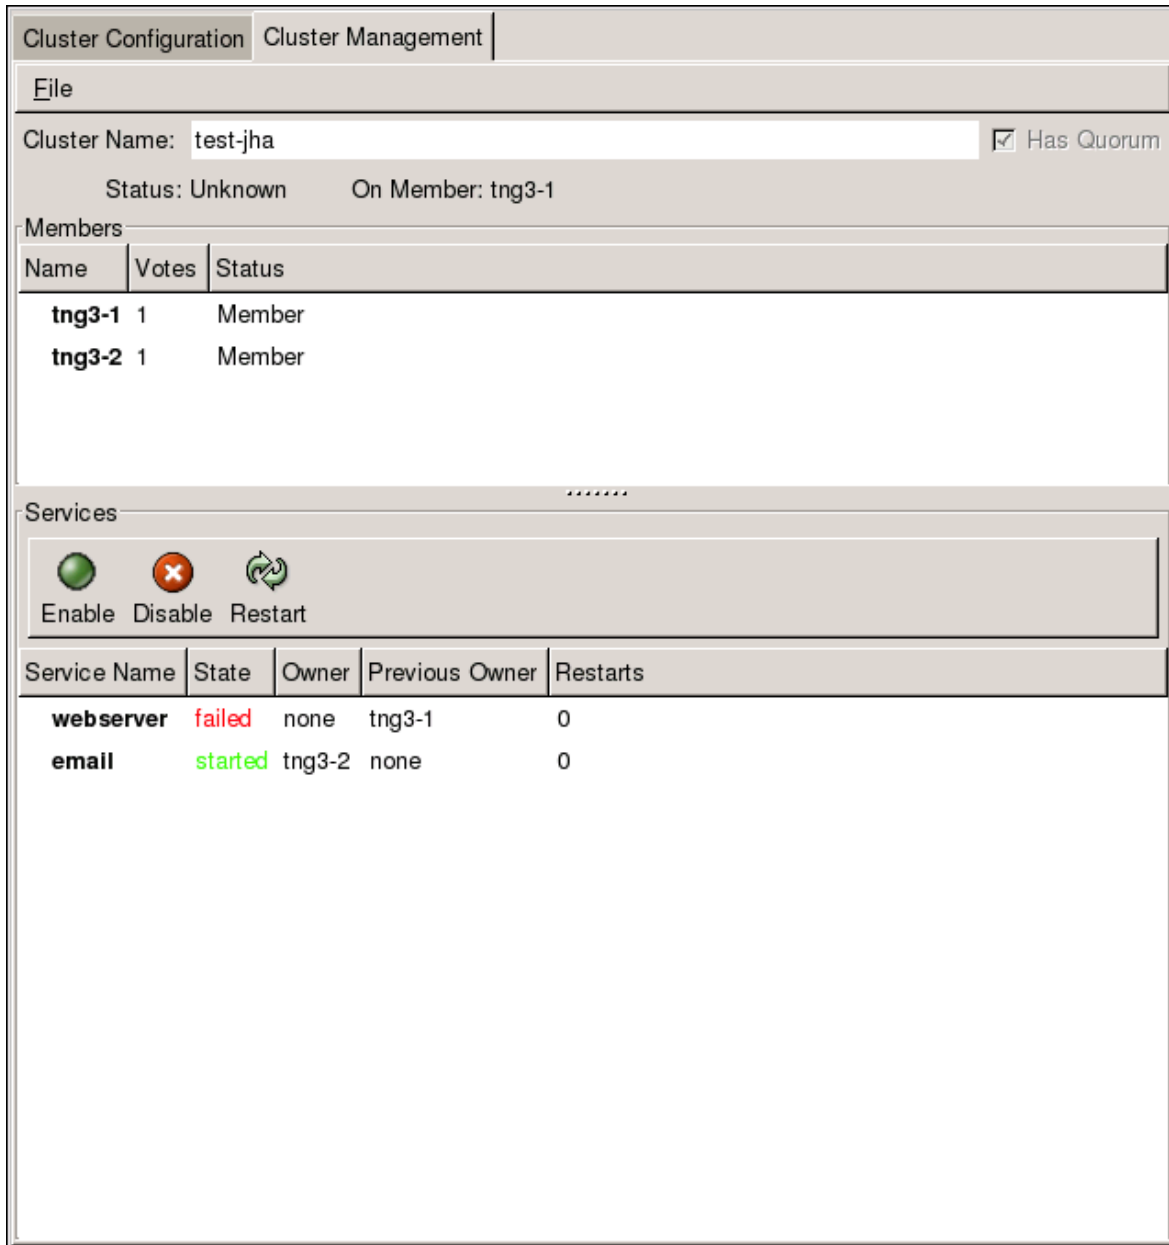 Cluster Configuration Cluster Management
File
Cluster Name: test-jha Has Quorum
Status: Unknown On Member: tng3-1
Members
Name Votes Status
tng3-1 1 Member
tng3-2 1 Member
Services
Enable Disable Restart
Service Name State Owner Previous Owner Restarts
webserver failed none tng3-1 0
email started tng3-2 none 0